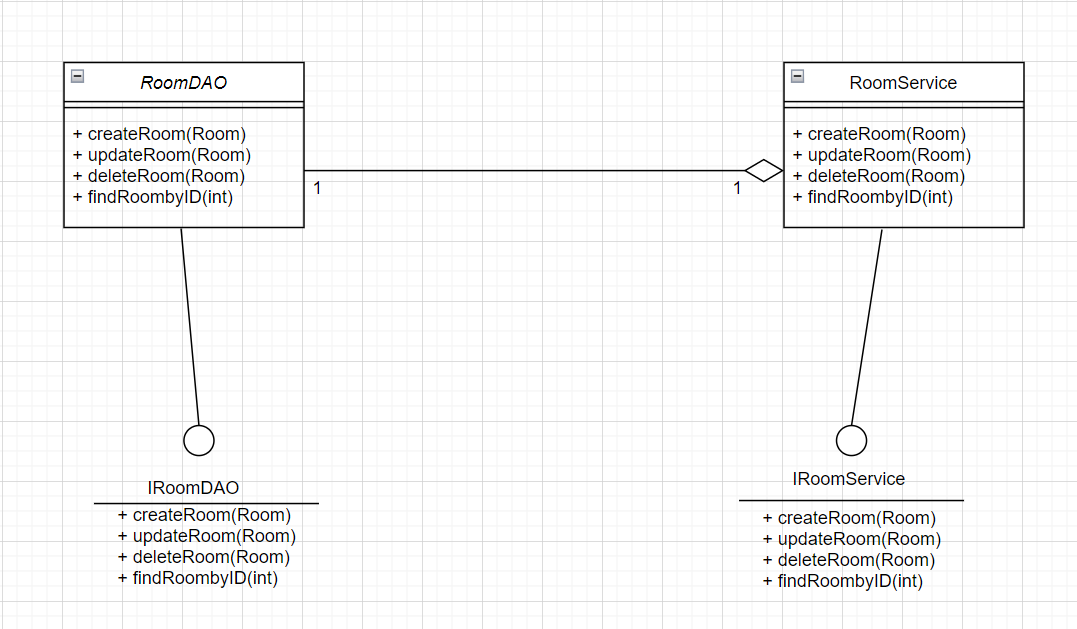 RoomDAO
+ createRoom(Room)
+ updateRoom(Room)
+ deleteRoom(Room)
+ findRoombyID(int)
1
1
RoomService
+ createRoom(Room)
+ updateRoom(Room)
+ deleteRoom(Room)
+ findRoombyID(int)
IRoomDAO
+ createRoom(Room)
+ updateRoom(Room)
+ deleteRoom(Room)
+ findRoombyID(int)
IRoomService
+ createRoom(Room)
+ updateRoom(Room)
+ deleteRoom(Room)
+ findRoombyID(int)